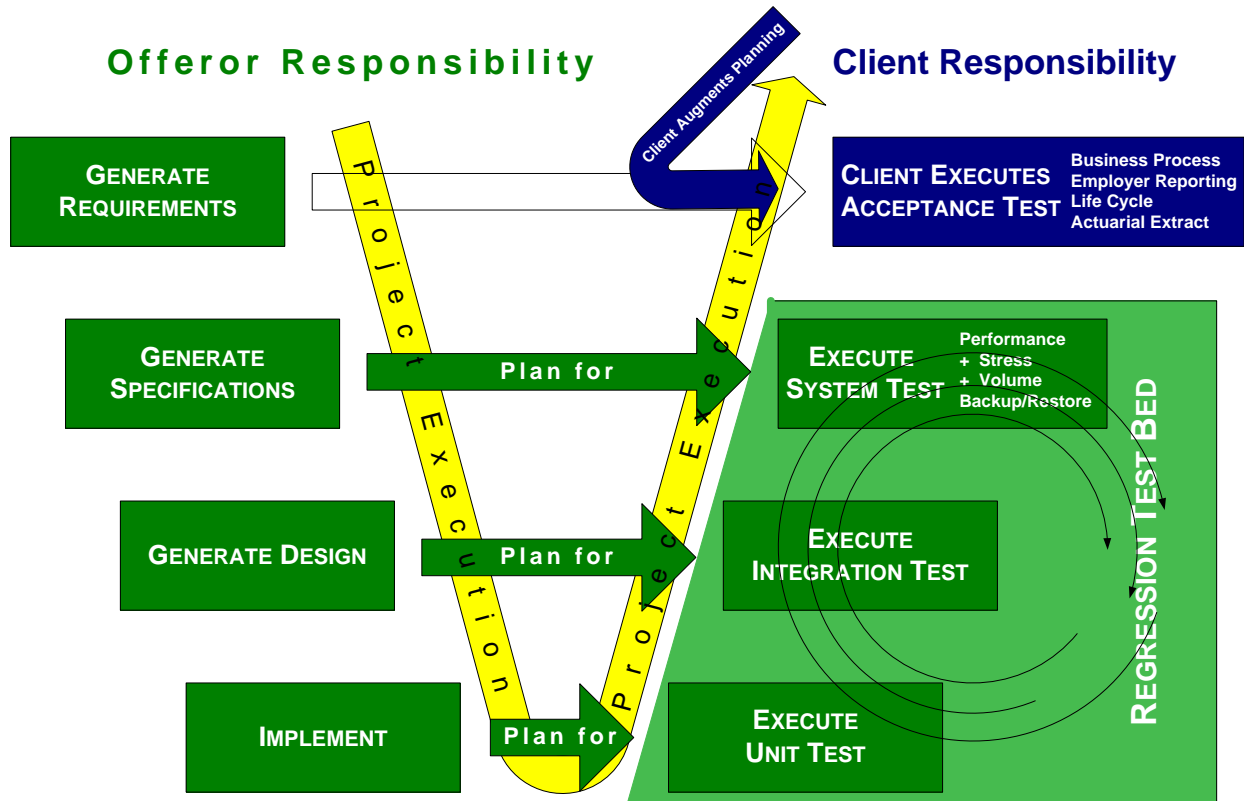 Offeror Responsibility
Client Responsibility
Client Augments Planning
Project Execution
Project Execution
GENERATE
REQUIREMENTS
CLIENT EXECUTES
ACCEPTANCE TEST
Business Process
Employer Reporting
Life Cycle
Actuarial Extract
GENERATE
SPECIFICATIONS
Plan for
EXECUTE
SYSTEM TEST
Performance
+ Stress
+ Volume
Backup/Restore
GENERATE DESIGN
Plan for
EXECUTE
INTEGRATION TEST
REGRESSION TEST BED
IMPLEMENT
Plan for
EXECUTE
UNIT TEST